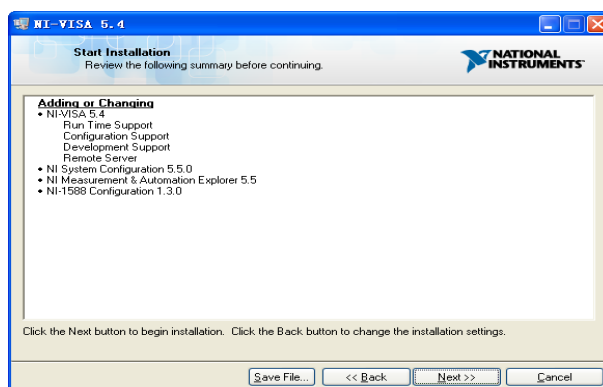 NI-VISA 5.4
Start Installation
Review the following summary before continuing.
NATIONAL
INSTRUMENTS
Adding or Changing
• NI-VISA 5.4
Run Time Support
Configuration Support
Development Support
Remote Server
• NI System Configuration 5.5.0
• NI Measurement & Automation Explorer 5.5
• NI-1588 Configuration 1.3.0
Click the Next button to begin installation. Click the Back button to change the installation settings.
Save File... << Back Next >> Cancel